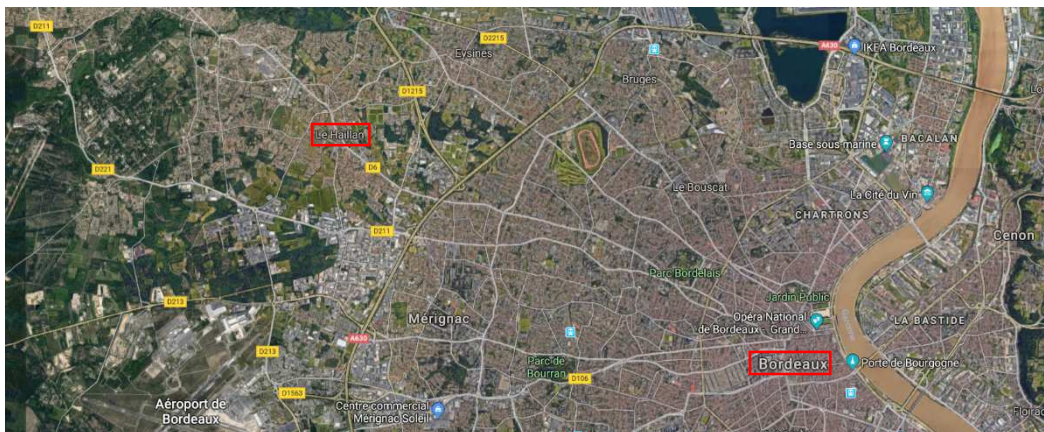 D211
D2215
Eysines
A630
IKEA Bordeaux
Bruges
D1215
Le Haillan
Base sous-marine
BACALAN
D6
D221
Le Bouscat
La Cité du Vin
CHARTRONS
D211
Cenon
Parc Bordelais
D213
Jardin Public
Mérignac
Opéra National
de Bordeaux - Grand...
LA BASTIDE
A630
D213
Parc de
Bourran
Bordeaux
Porte de Bourgogne
D106
D1563
Aéroport de
Bordeaux
Centre commercial
Mérignac Soleil
Floirac